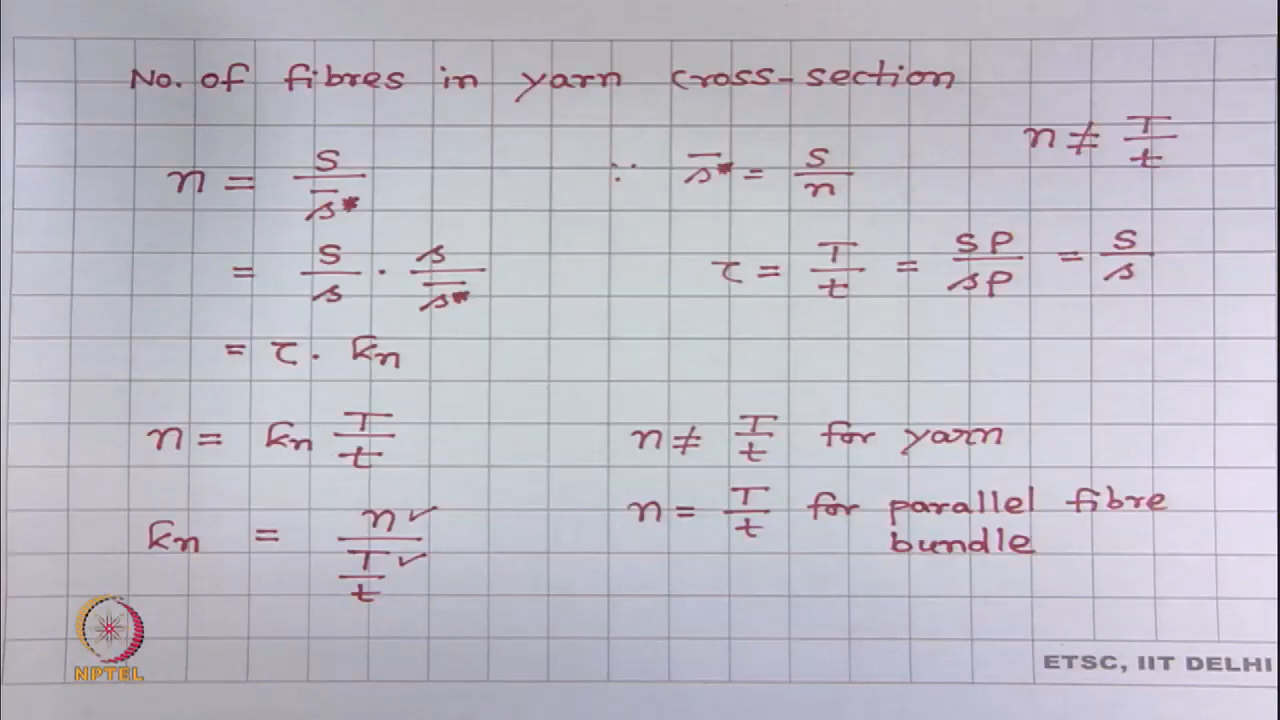 No. of fibres in yarn cross-section
n ≠ T/t
n = S/s̄* ∵ s̄* = S/n
= S/s · s/s̄* τ = T/t = Sρ/sρ = S/s
= τ . kn
n = kn T/t n ≠ T/t for yarn
n = T/t for parallel fibre
bundle
kn = n✓/(T/t)✓
NPTEL
ETSC, IIT DELHI